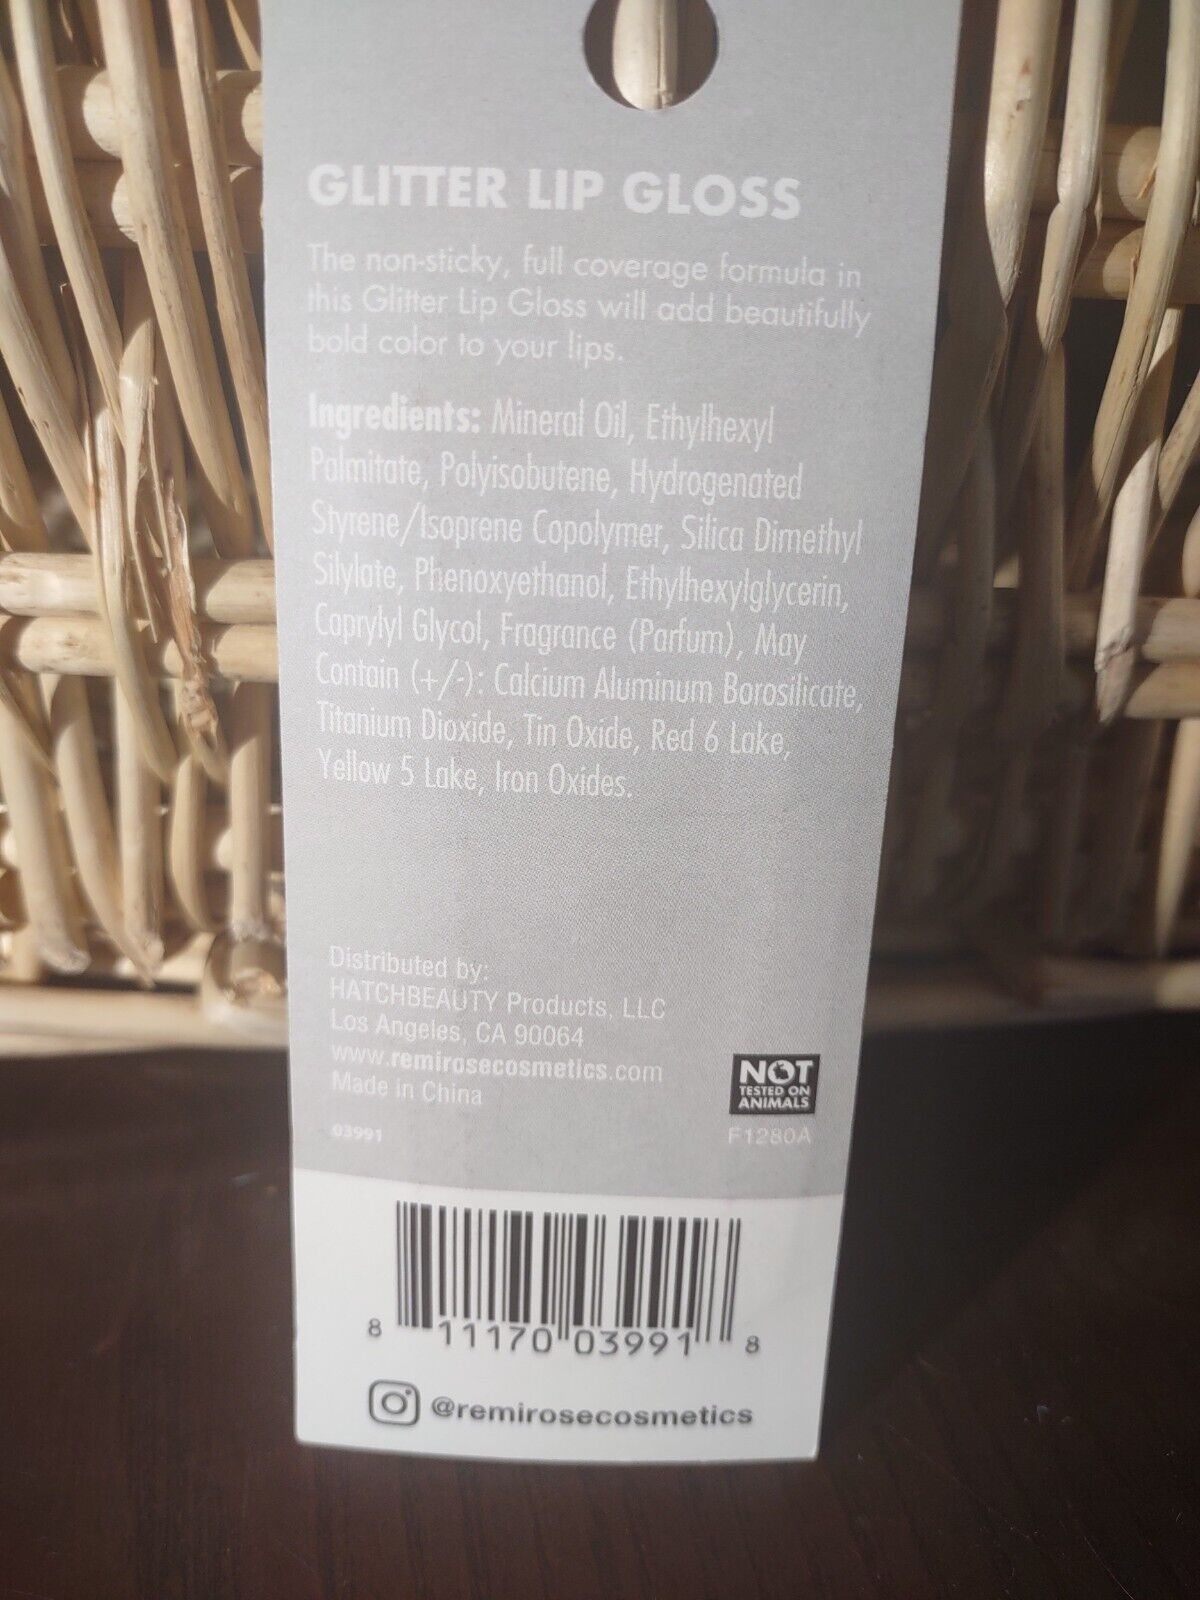 GLITTER LIP GLOSS
The non-sticky, full coverage formula in
this Glitter Lip Gloss will add beautifully
bold color to your lips.
Ingredients: Mineral Oil, Ethylhexyl
Palmitate, Polyisobutene, Hydrogenated
Styrene/Isoprene Copolymer, Silica Dimethyl
Silylate, Phenoxyethanol, Ethylhexylglycerin,
Caprylyl Glycol, Fragrance (Parfum), May
Contain (+/-): Calcium Aluminum Borosilicate,
Titanium Dioxide, Tin Oxide, Red 6 Lake,
Yellow 5 Lake, Iron Oxides.
Distributed by:
HATCHBEAUTY Products, LLC
Los Angeles, CA 90064
www.remirosecosmetics.com
Made in China
03991
NOT
TESTED ON
ANIMALS
F1280A
8 11170 03991 8
@remirosecosmetics